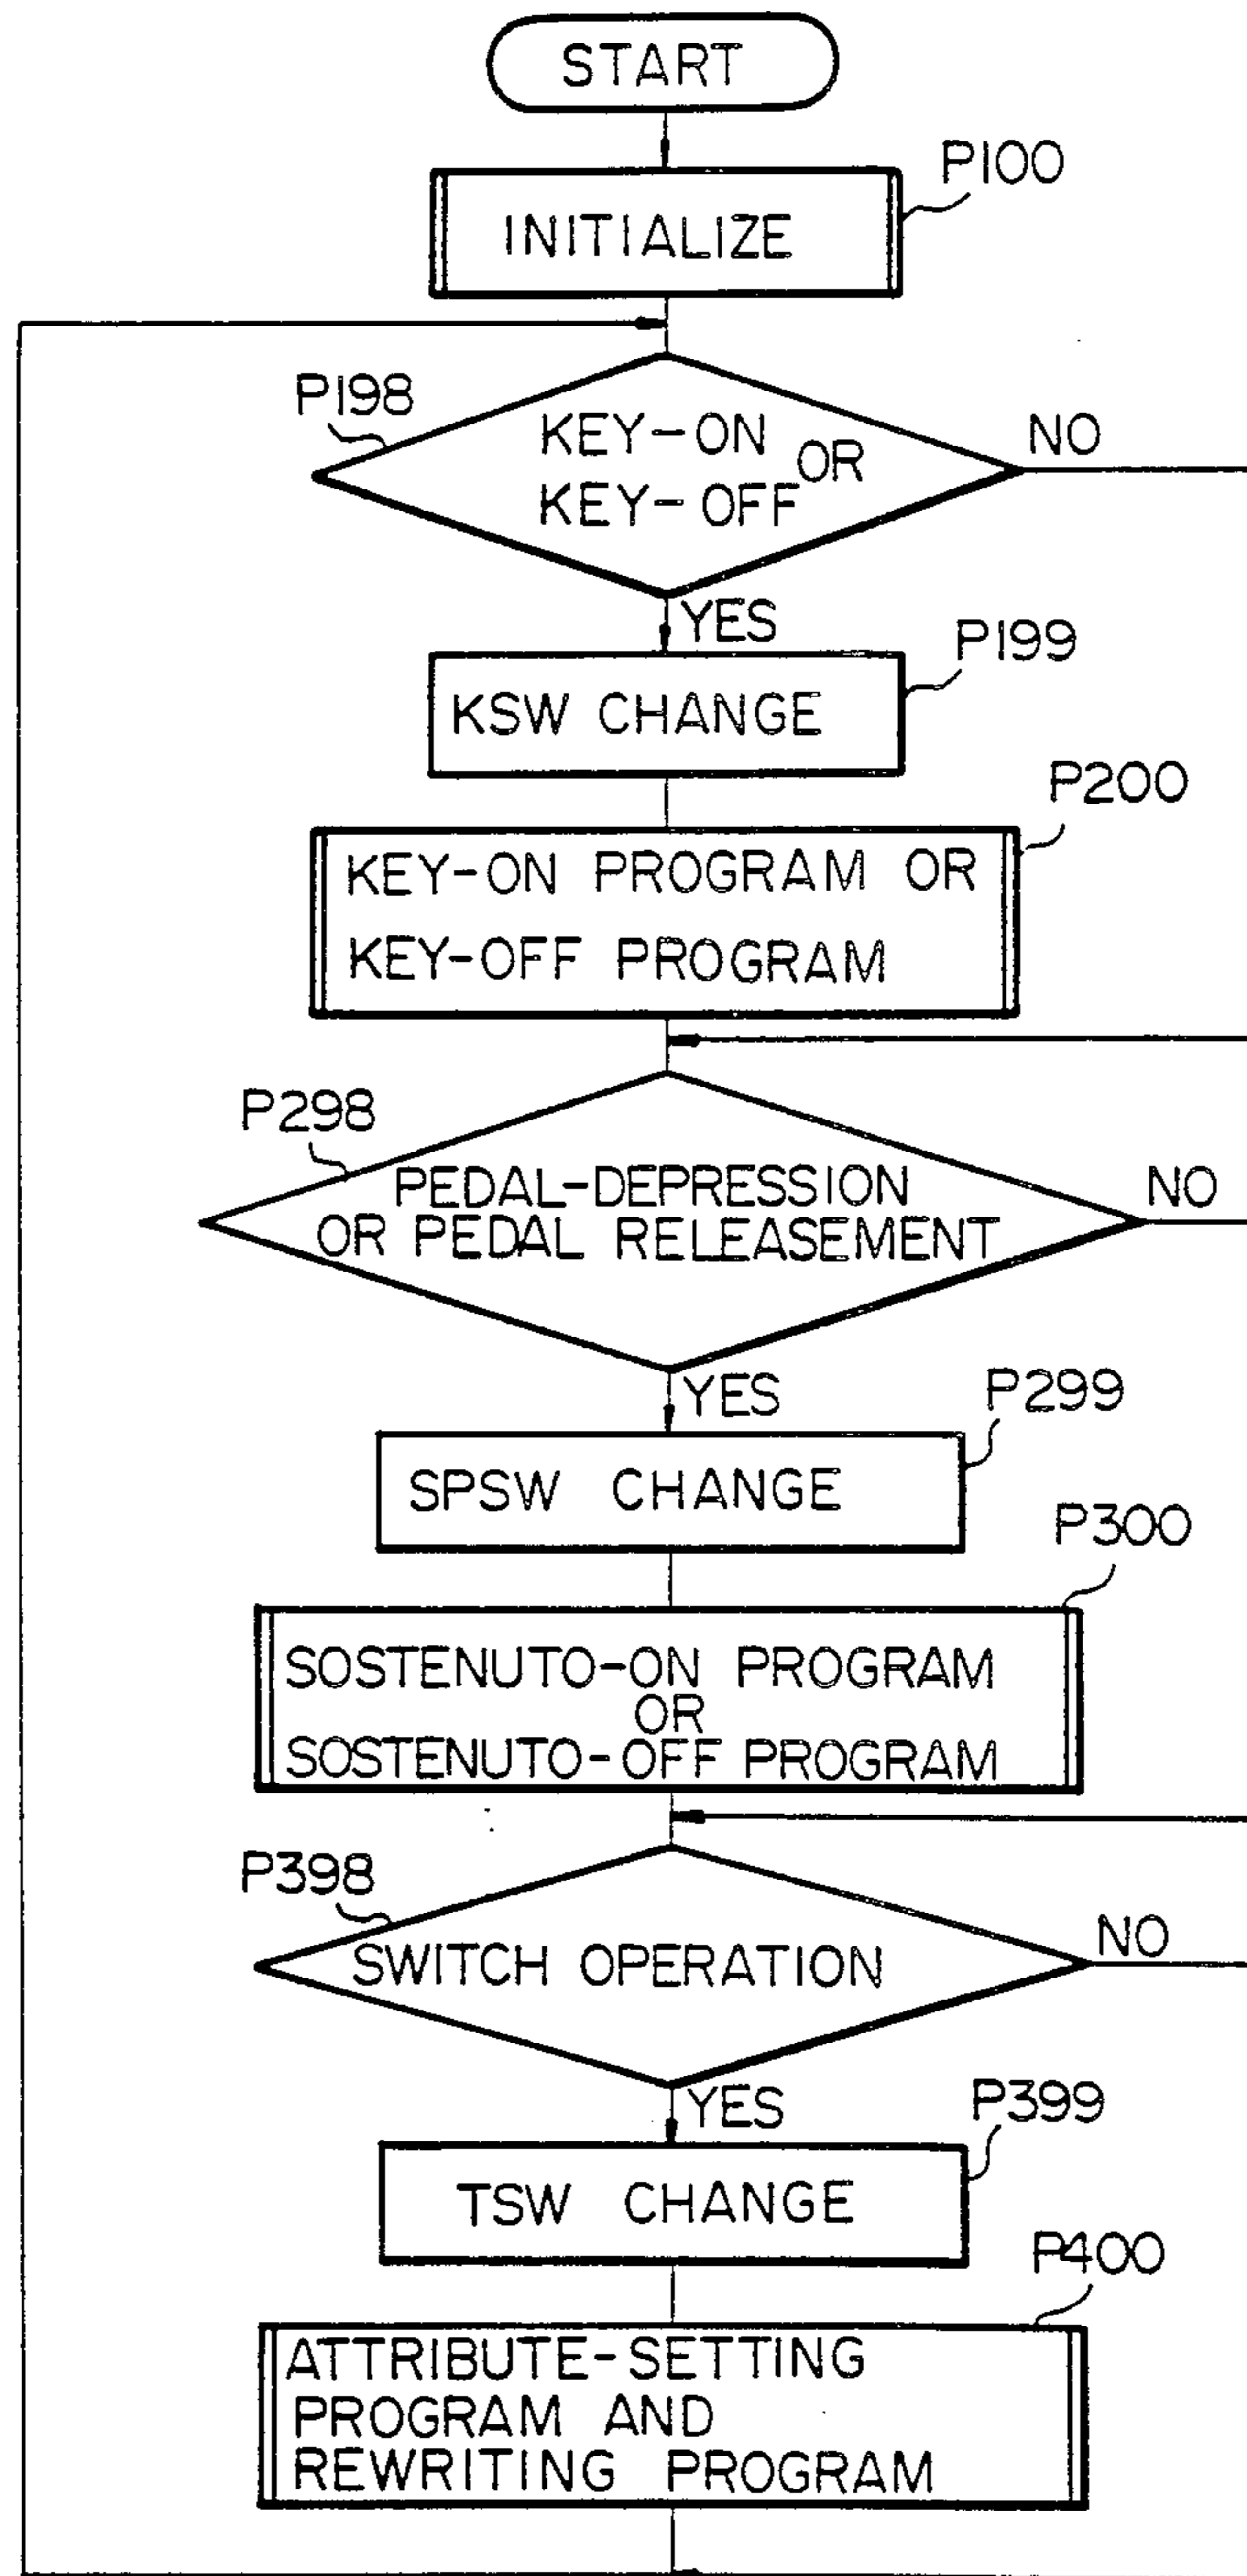 START
P100
INITIALIZE
P198
KEY-ON
OR
NO
KEY-OFF
YES
P199
KSW CHANGE
P200
KEY-ON PROGRAM OR
KEY-OFF PROGRAM
P298
PEDAL-DEPRESSION
NO
OR PEDAL RELEASEMENT
YES
P299
SPSW CHANGE
P300
SOSTENUTO-ON PROGRAM
OR
SOSTENUTO-OFF PROGRAM
P398
NO
SWITCH OPERATION
YES
P399
TSW CHANGE
P400
ATTRIBUTE-SETTING
PROGRAM AND
REWRITING PROGRAM